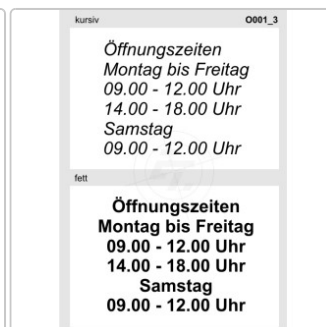 kursiv O001_3
Öffnungszeiten
Montag bis Freitag
09.00 - 12.00 Uhr
14.00 - 18.00 Uhr
Samstag
09.00 - 12.00 Uhr
fett
Öffnungszeiten
Montag bis Freitag
09.00 - 12.00 Uhr
14.00 - 18.00 Uhr
Samstag
09.00 - 12.00 Uhr